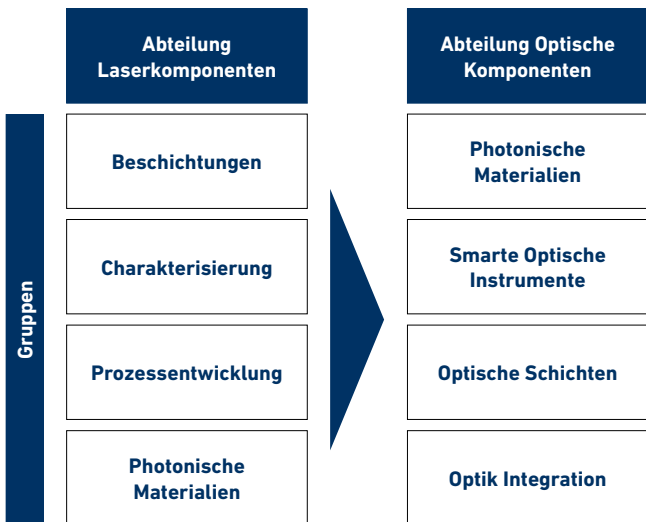 Abteilung
Laserkomponenten
Abteilung Optische
Komponenten
Gruppen
Beschichtungen
Photonische
Materialien
Charakterisierung
Smarte Optische
Instrumente
Prozessentwicklung
Optische Schichten
Photonische
Materialien
Optik Integration